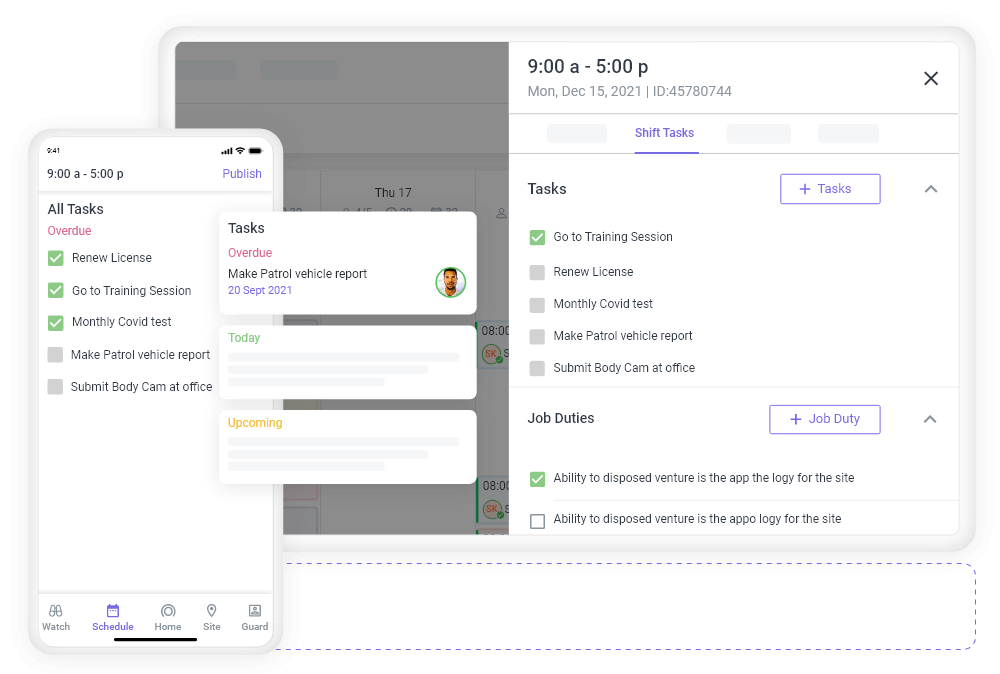 9:00 a - 5:00 p
Mon, Dec 15, 2021 | ID:45780744
Shift Tasks
Tasks
+ Tasks
Go to Training Session
Renew License
Monthly Covid test
Make Patrol vehicle report
Submit Body Cam at office
Job Duties
+ Job Duty
Ability to disposed venture is the app the logy for the site
Ability to disposed venture is the appo logy for the site
Thu 17
08:00
SK
08:00
SK
9:41
9:00 a - 5:00 p
Publish
All Tasks
Overdue
Renew License
Go to Training Session
Monthly Covid test
Make Patrol vehicle report
Submit Body Cam at office
Watch
Schedule
Home
Site
Guard
Tasks
Overdue
Make Patrol vehicle report
20 Sept 2021
Today
Upcoming